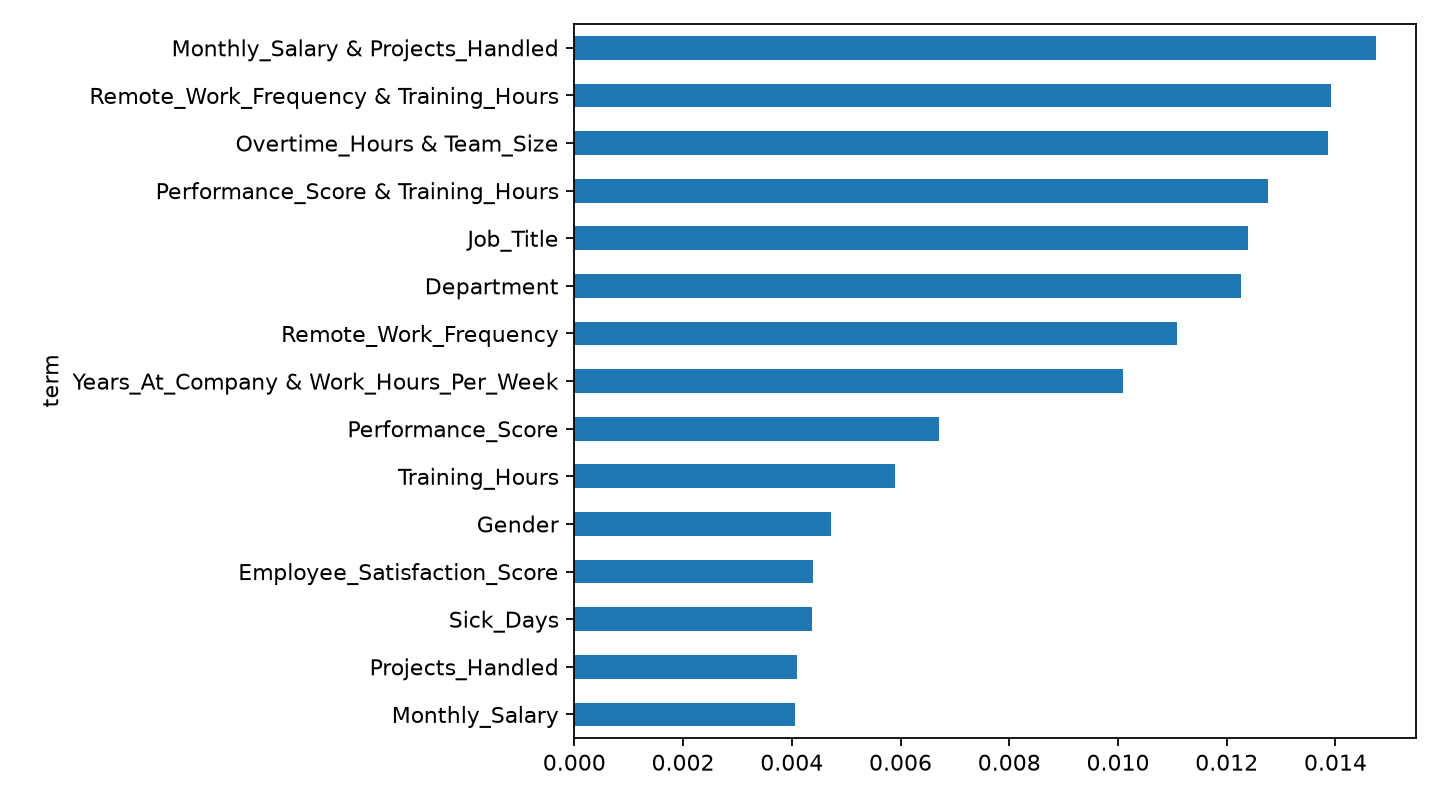 Monthly_Salary & Projects_Handled
Remote_Work_Frequency & Training_Hours
Overtime_Hours & Team_Size
Performance_Score & Training_Hours
Job_Title
Department
Remote_Work_Frequency
term
Years_At_Company & Work_Hours_Per_Week
Performance_Score
Training_Hours
Gender
Employee_Satisfaction_Score
Sick_Days
Projects_Handled
Monthly_Salary
0.000 0.002 0.004 0.006 0.008 0.010 0.012 0.014